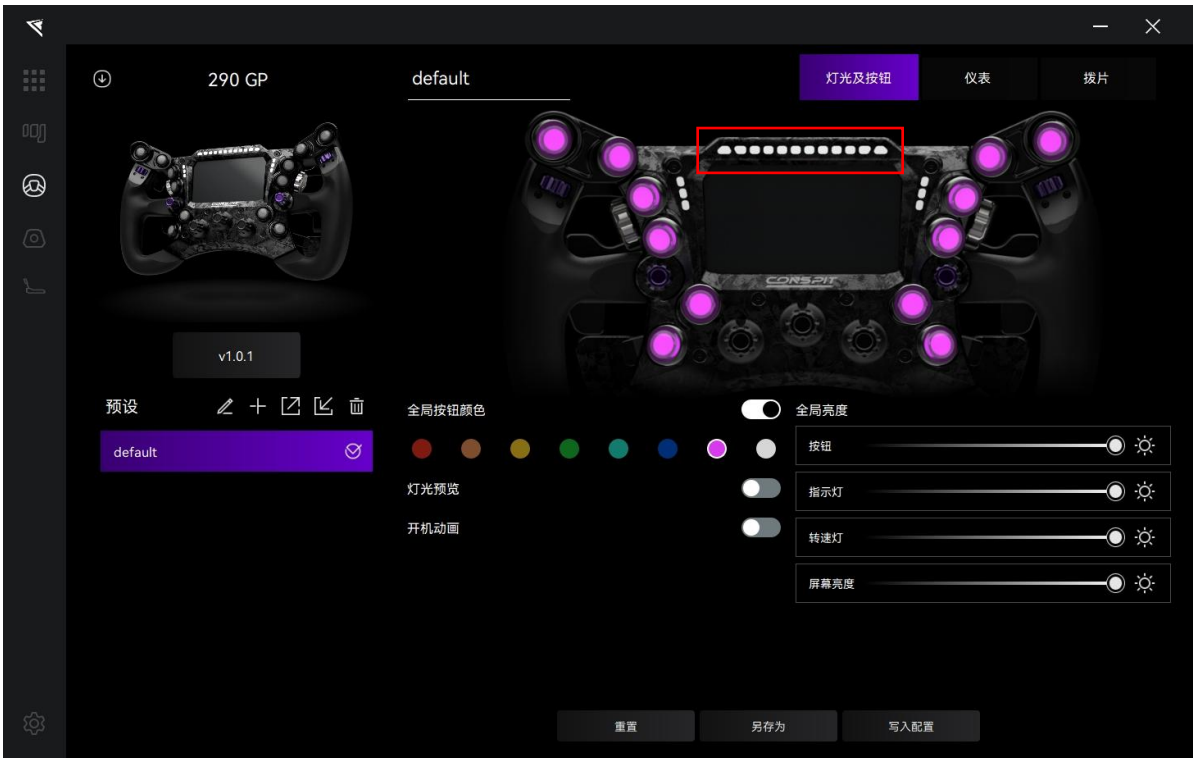 290 GP
default
灯光及按钮
仪表
拨片
CONSPIT
v1.0.1
预设
default
全局按钮颜色
灯光预览
开机动画
全局亮度
按钮
指示灯
转速灯
屏幕亮度
重置
另存为
写入配置